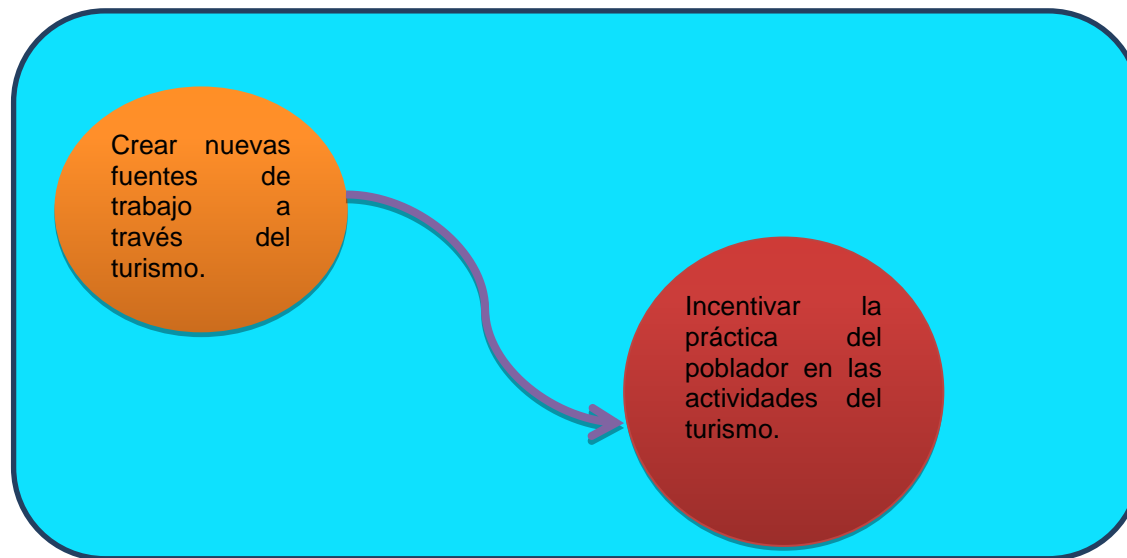 Crear nuevas
fuentes de
trabajo a
través del
turismo.
Incentivar la
práctica del
poblador en las
actividades del
turismo.